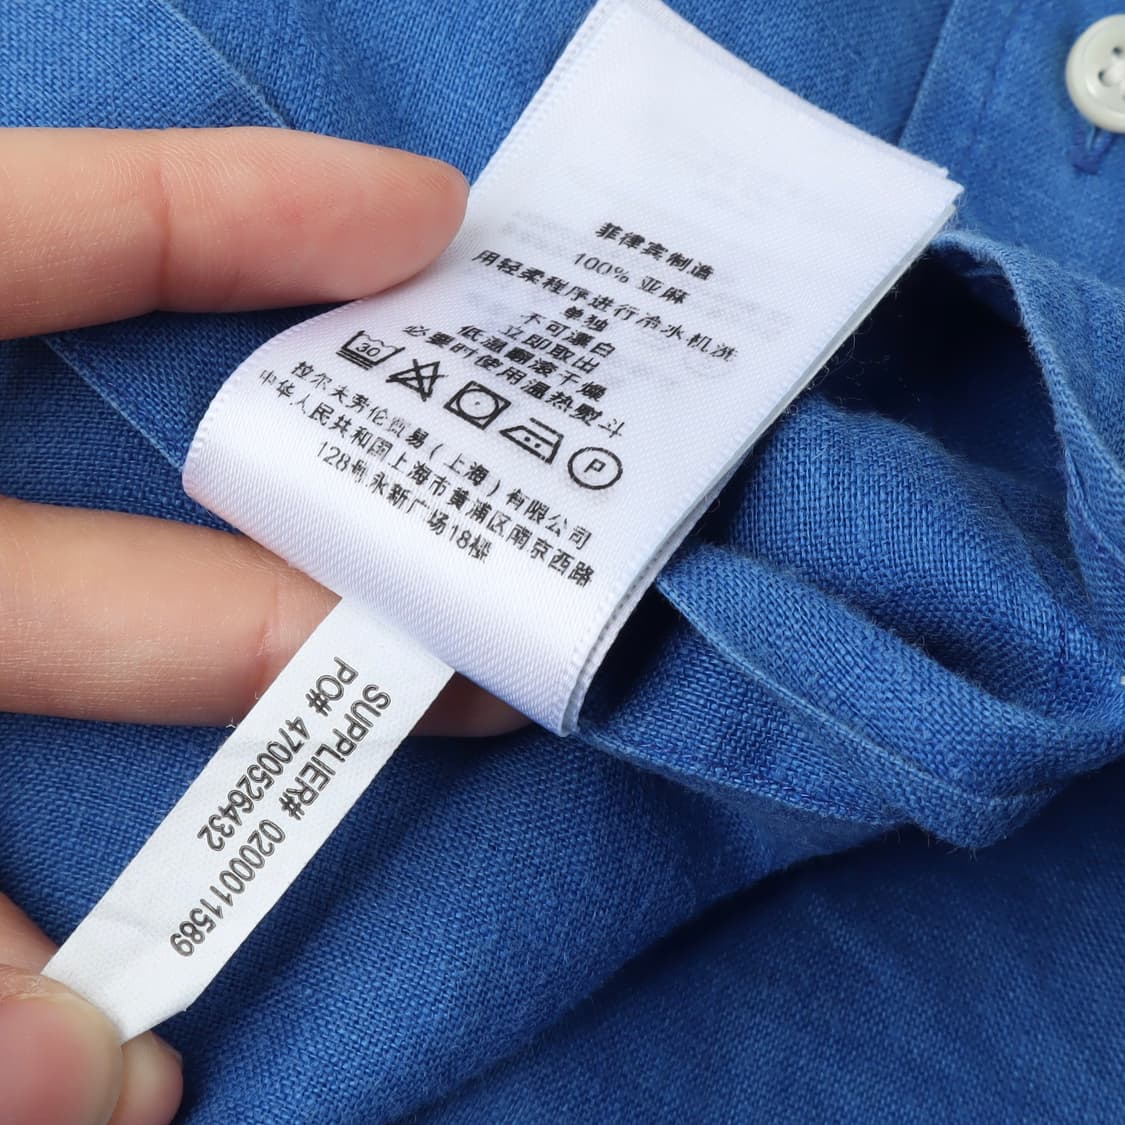 菲律宾制造
100% 亚麻
用轻柔程序进行冷水机洗
单独
不可漂白
立即取出
低温翻滚干燥
必要时使用温热熨斗
30
P
拉尔夫劳伦贸易(上海)有限公司
中华人民共和国上海市黄浦区南京西路
128号永新广场18楼
SUPPLIER# 0200011589
PO# 4700526432